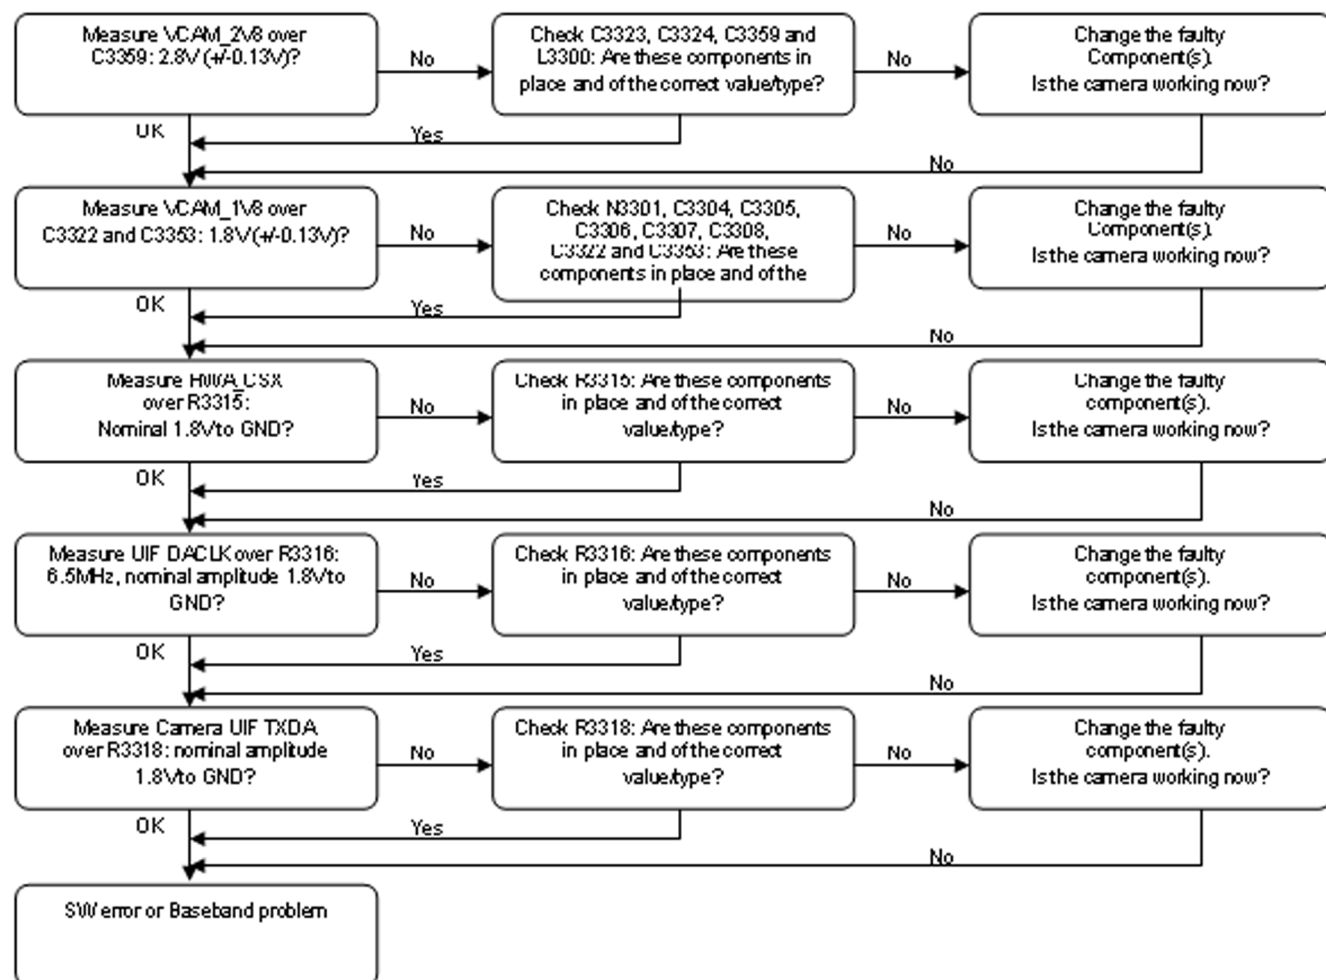 Measure VCAM_2V8 over
C3359: 2.8V (+/-0.13V)?
No
Check C3323, C3324, C3359 and
L3300: Are these components in
place and of the correct value/type?
No
Change the faulty
Component(s).
Is the camera working now?
OK
Yes
No
Measure VCAM_1V8 over
C3322 and C3353: 1.8V (+/-0.13V)?
No
Check N3301, C3304, C3305,
C3306, C3307, C3308,
C3322 and C3353: Are these
components in place and of the
No
Change the faulty
Component(s).
Is the camera working now?
OK
Yes
No
Measure HWA_CSX
over R3315:
Nominal 1.8V to GND?
No
Check R3315: Are these components
in place and of the correct
value/type?
No
Change the faulty
component(s).
Is the camera working now?
OK
Yes
No
Measure UIF DACLK over R3316:
6.5MHz, nominal amplitude 1.8V to
GND?
No
Check R3316: Are these components
in place and of the correct
value/type?
No
Change the faulty
component(s).
Is the camera working now?
OK
Yes
No
Measure Camera UIF TXDA
over R3318: nominal amplitude
1.8V to GND?
No
Check R3318: Are these components
in place and of the correct
value/type?
No
Change the faulty
component(s).
Is the camera working now?
OK
Yes
No
SW error or Baseband problem